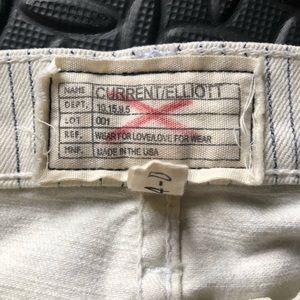 NAME CURRENT/ELLIOTT
DEPT. 10.15.9.5
LOT 001
REF. WEAR FOR LOVE/LOVE FOR WEAR
MNF. MADE IN THE USA